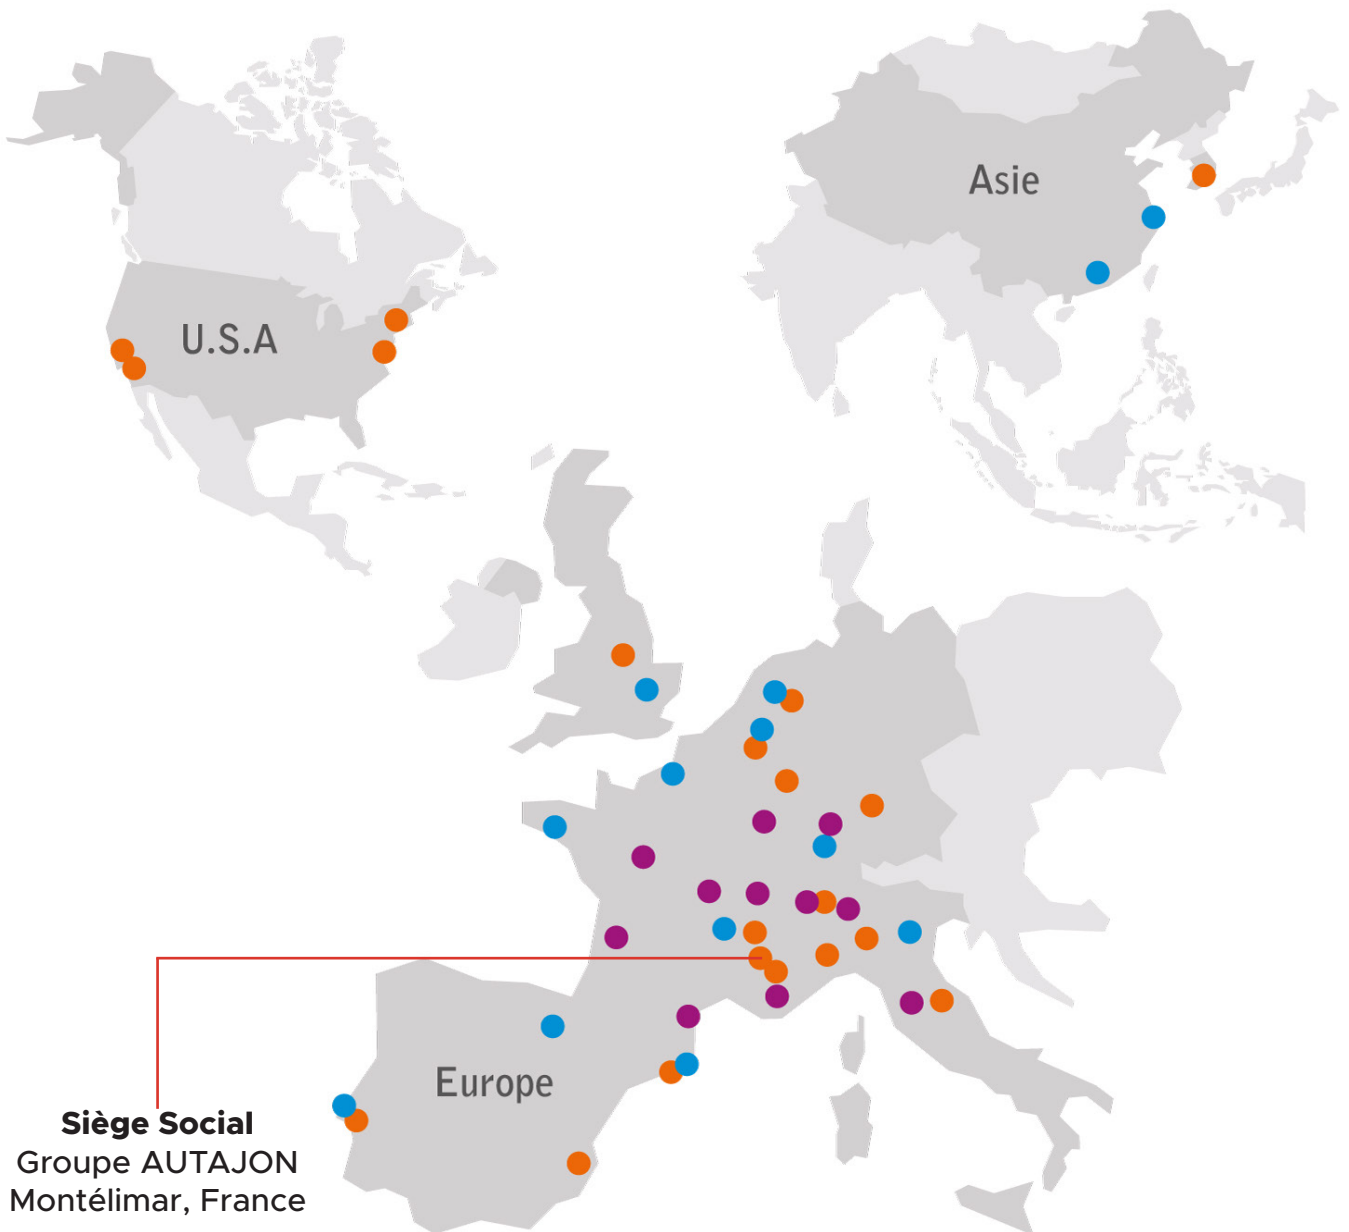 Asie
U.S.A
Europe
Siège Social
Groupe AUTAJON
Montélimar, France